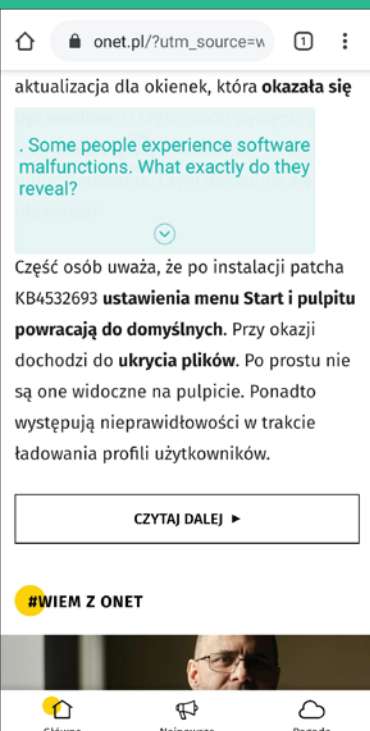 onet.pl/?utm_source=w
1
aktualizacja dla okienek, która okazała się
. Some people experience software
malfunctions. What exactly do they
reveal?
Część osób uważa, że po instalacji patcha
KB4532693 ustawienia menu Start i pulpitu
powracają do domyślnych. Przy okazji
dochodzi do ukrycia plików. Po prostu nie
są one widoczne na pulpicie. Ponadto
występują nieprawidłowości w trakcie
ładowania profili użytkowników.
CZYTAJ DALEJ ►
#WIEM Z ONET